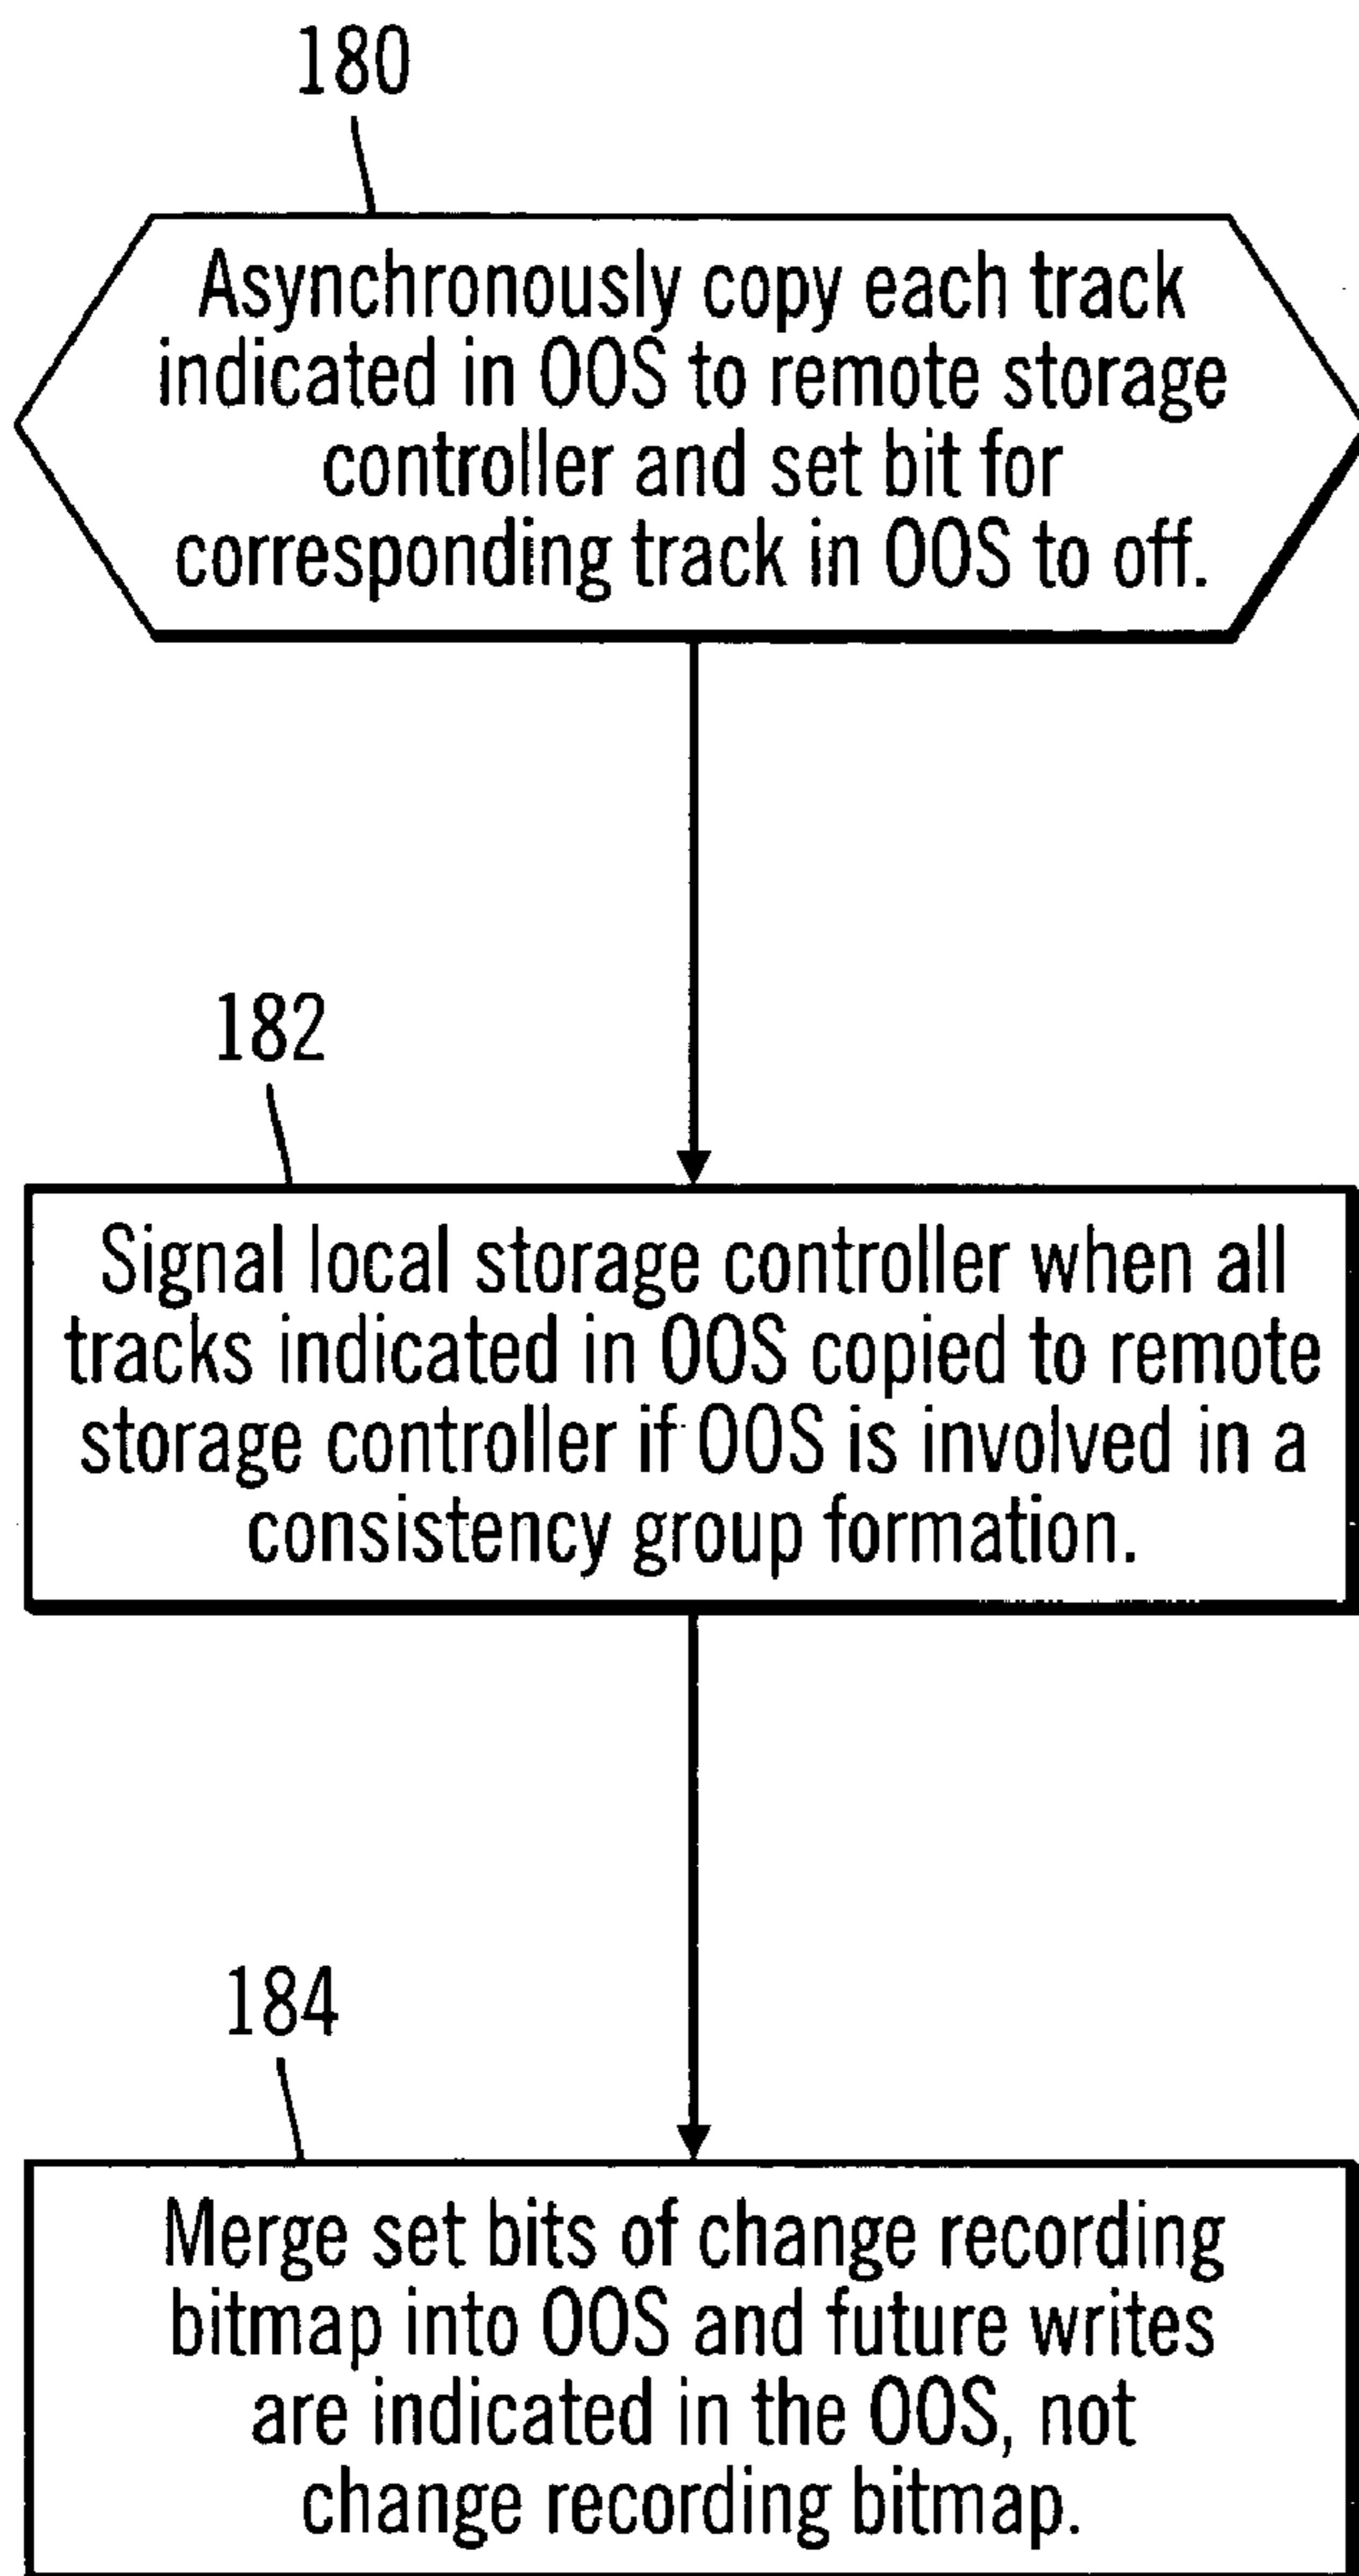 180
Asynchronously copy each track
indicated in OOS to remote storage
controller and set bit for
corresponding track in OOS to off.
182
Signal local storage controller when all
tracks indicated in OOS copied to remote
storage controller if OOS is involved in a
consistency group formation.
184
Merge set bits of change recording
bitmap into OOS and future writes
are indicated in the OOS, not
change recording bitmap.